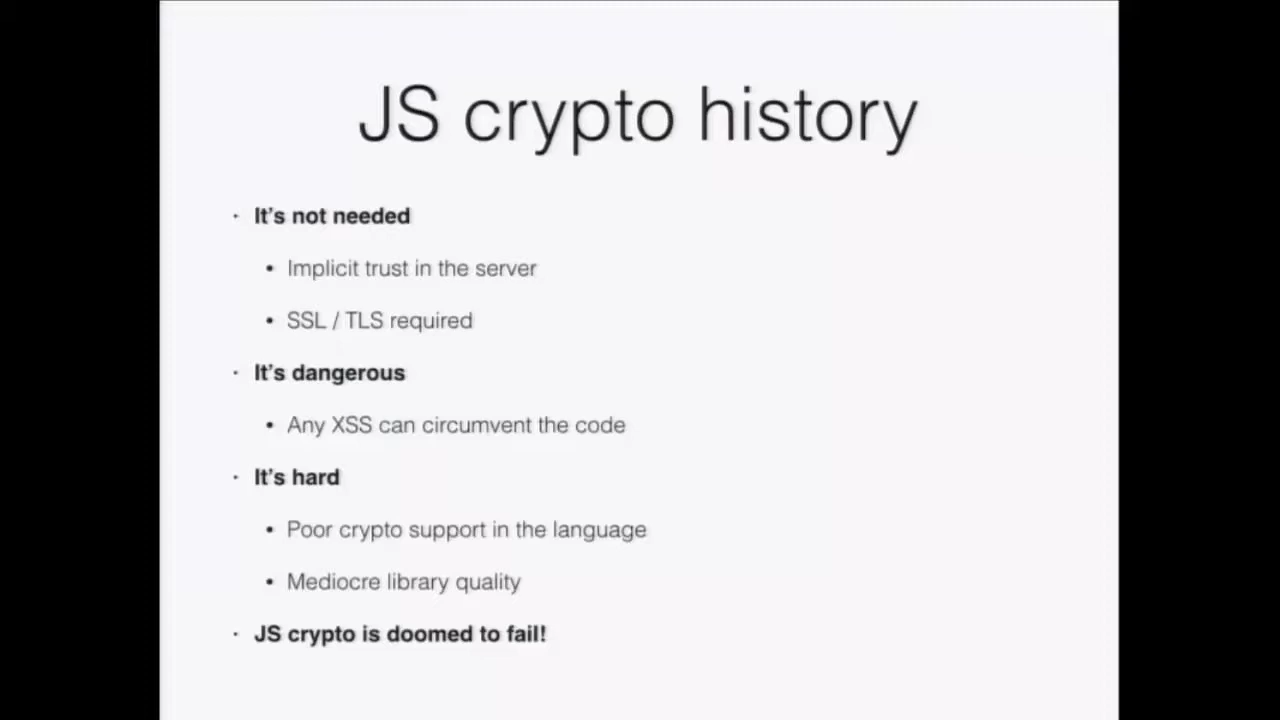 JS crypto history
· It's not needed
• Implicit trust in the server
• SSL / TLS required
· It's dangerous
• Any XSS can circumvent the code
· It's hard
• Poor crypto support in the language
• Mediocre library quality
· JS crypto is doomed to fail!